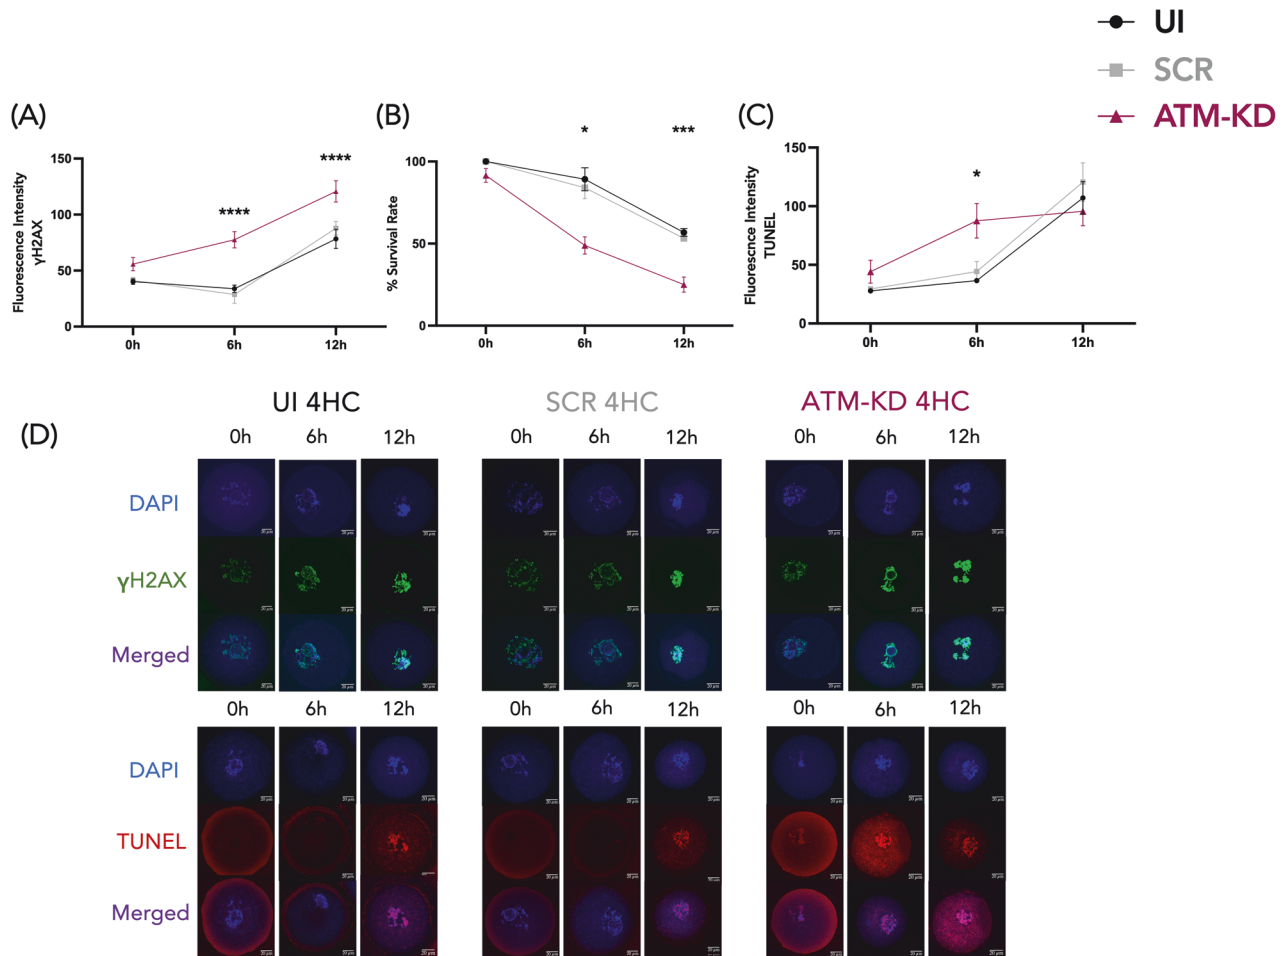 UI
SCR
ATM-KD
(A)
(B)
(C)
Fluorescence Intensity
γH2AX
150
100
50
0
0h
6h
12h
****
****
% Survival Rate
100
50
0
0h
6h
12h
*
***
Fluorescnce Intensity
TUNEL
150
100
50
0
0h
6h
12h
*
(D)
UI 4HC
SCR 4HC
ATM-KD 4HC
0h 6h 12h 0h 6h 12h 0h 6h 12h
DAPI
γH2AX
Merged
0h 6h 12h 0h 6h 12h 0h 6h 12h
DAPI
TUNEL
Merged